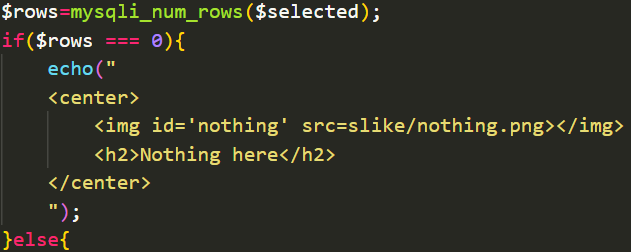 $rows=mysqli_num_rows($selected);
if($rows === 0){
    echo("
    <center>
        <img id='nothing' src=slike/nothing.png></img>
        <h2>Nothing here</h2>
    </center>
    ");
}else{